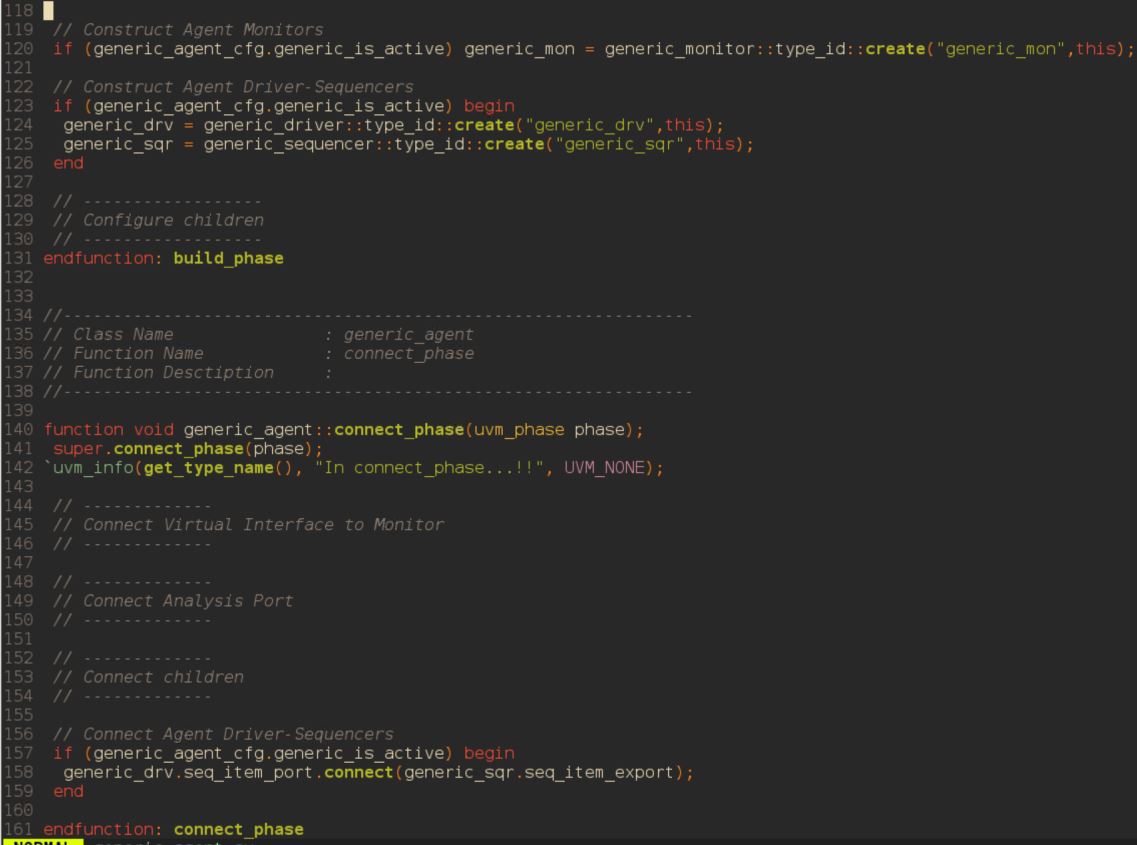 118
119  // Construct Agent Monitors
120  if (generic_agent_cfg.generic_is_active) generic_mon = generic_monitor::type_id::create("generic_mon",this);
121
122  // Construct Agent Driver-Sequencers
123  if (generic_agent_cfg.generic_is_active) begin
124   generic_drv = generic_driver::type_id::create("generic_drv",this);
125   generic_sqr = generic_sequencer::type_id::create("generic_sqr",this);
126  end
127
128  // ------------------
129  // Configure children
130  // ------------------
131 endfunction: build_phase
132
133
134 //---------------------------------------------------------------
135 // Class Name               : generic_agent
136 // Function Name            : connect_phase
137 // Function Desctiption     :
138 //---------------------------------------------------------------
139
140 function void generic_agent::connect_phase(uvm_phase phase);
141  super.connect_phase(phase);
142 `uvm_info(get_type_name(), "In connect_phase...!!", UVM_NONE);
143
144  // -------------
145  // Connect Virtual Interface to Monitor
146  // -------------
147
148  // -------------
149  // Connect Analysis Port
150  // -------------
151
152  // -------------
153  // Connect children
154  // -------------
155
156  // Connect Agent Driver-Sequencers
157  if (generic_agent_cfg.generic_is_active) begin
158   generic_drv.seq_item_port.connect(generic_sqr.seq_item_export);
159  end
160
161 endfunction: connect_phase
NORMAL